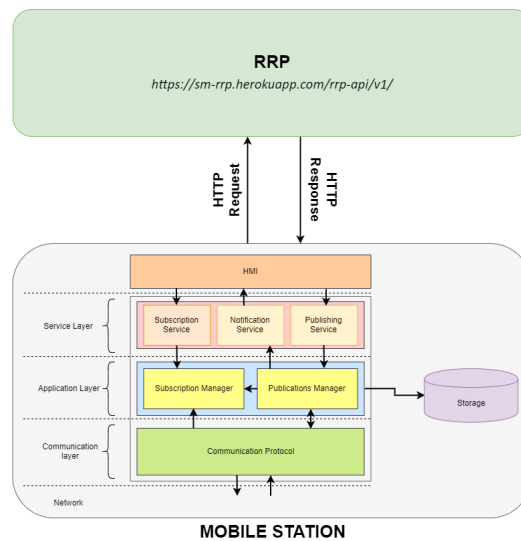 RRP
https://sm-rrp.herokuapp.com/rrp-api/v1/
HTTP
Request
HTTP
Response
HMI
Service Layer
Subscription
Service
Notification
Service
Publishing
Service
Application Layer
Subscription Manager
Publications Manager
Storage
Communication
layer
Communication Protocol
Network
MOBILE STATION